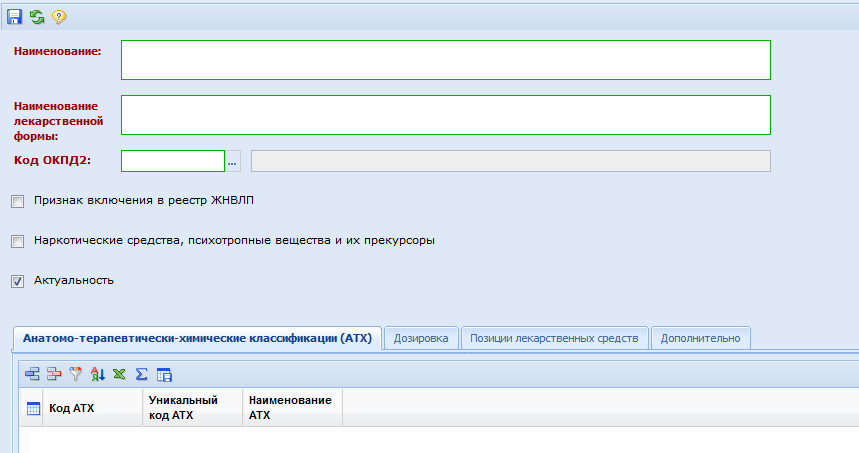 Наименование:
Наименование
лекарственной
формы:
Код ОКПД2:
...
Признак включения в реестр ЖНВЛП
Наркотические средства, психотропные вещества и их прекурсоры
Актуальность
Анатомо-терапевтически-химические классификации (АТХ)
Дозировка
Позиции лекарственных средств
Дополнительно
Код АТХ
Уникальный
код АТХ
Наименование
АТХ